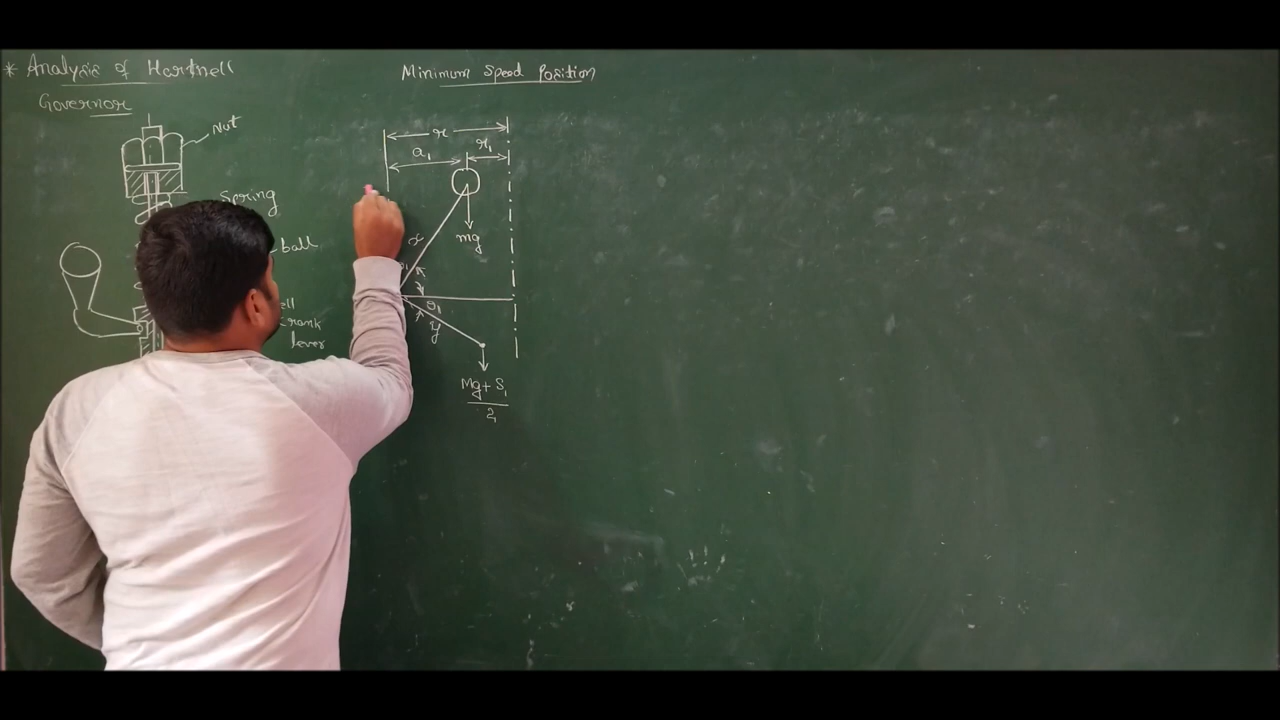 * Analysis of Hartnell
Governor
Nut
Spring
ball
ell
crank
lever
Minimum Speed Position
r
a₁
r₁
mg
x
θ₁
y
Mg + S₁
2